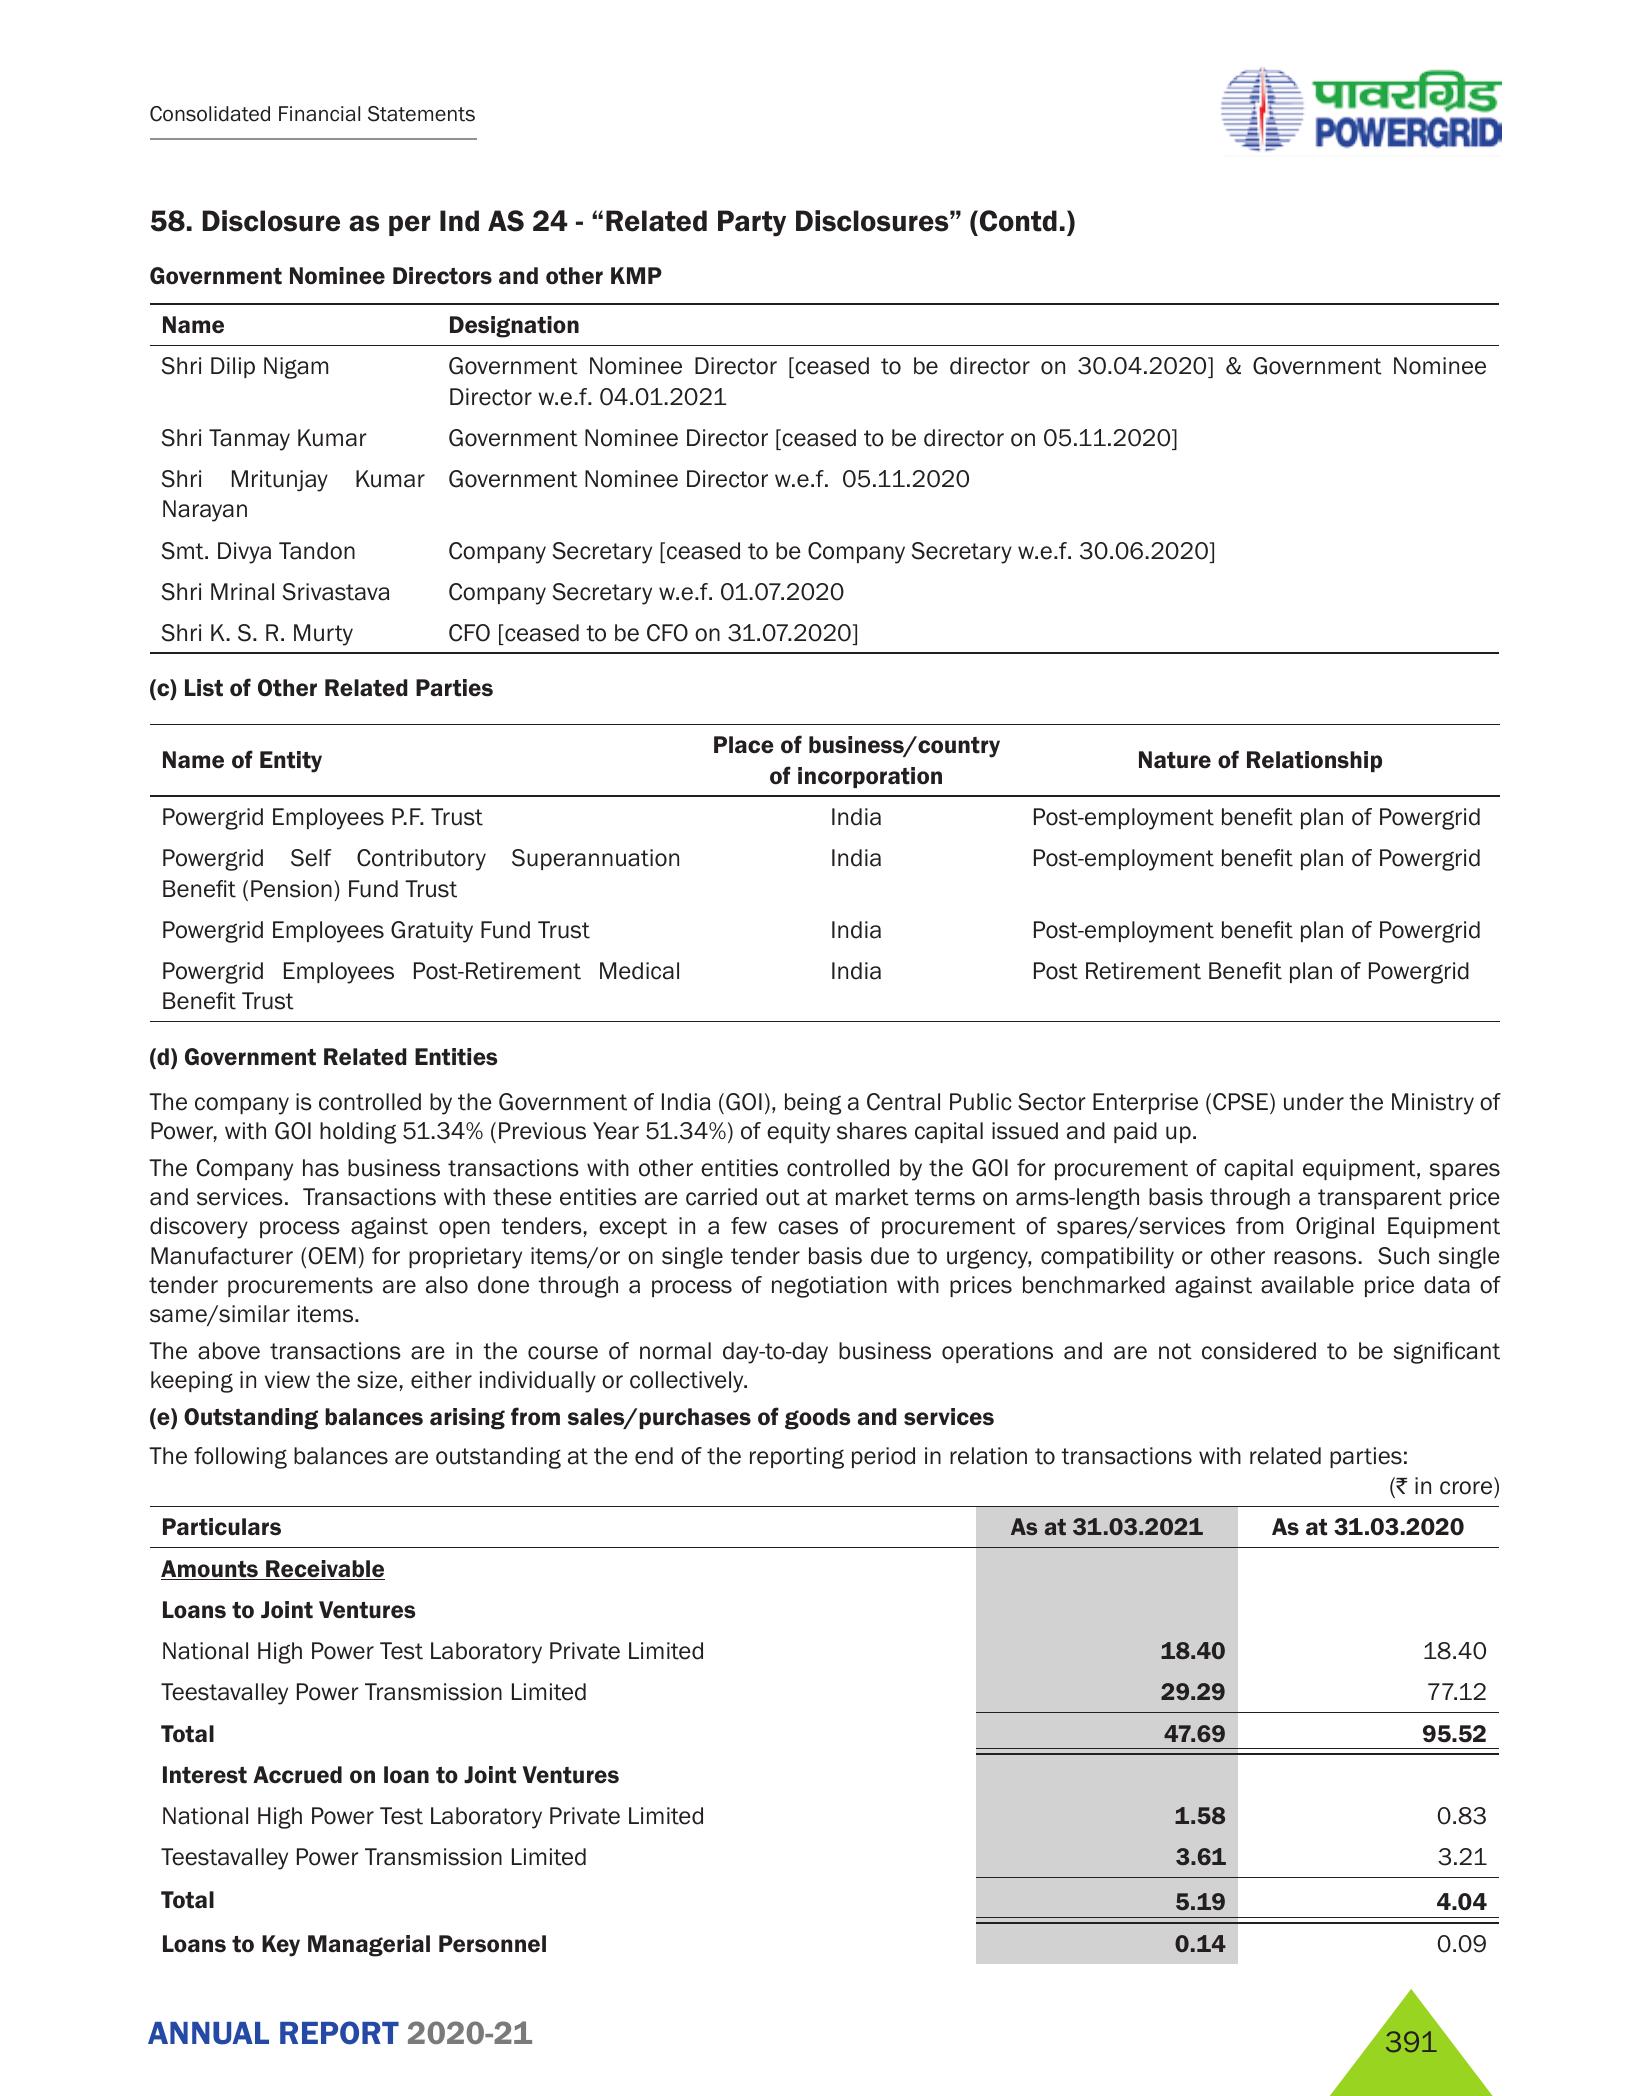 Consolidated Financial Statements
पावरग्रिड
POWERGRID
58. Disclosure as per Ind AS 24 - “Related Party Disclosures” (Contd.)
Government Nominee Directors and other KMP
Name Designation
Shri Dilip Nigam Government Nominee Director [ceased to be director on 30.04.2020] & Government Nominee
Director w.e.f. 04.01.2021
Shri Tanmay Kumar Government Nominee Director [ceased to be director on 05.11.2020]
Shri Mritunjay Kumar Government Nominee Director w.e.f. 05.11.2020
Narayan
Smt. Divya Tandon Company Secretary [ceased to be Company Secretary w.e.f. 30.06.2020]
Shri Mrinal Srivastava Company Secretary w.e.f. 01.07.2020
Shri K. S. R. Murty CFO [ceased to be CFO on 31.07.2020]
(c) List of Other Related Parties
Name of Entity Place of business/country of incorporation Nature of Relationship
Powergrid Employees P.F. Trust India Post-employment benefit plan of Powergrid
Powergrid Self Contributory Superannuation India Post-employment benefit plan of Powergrid
Benefit (Pension) Fund Trust
Powergrid Employees Gratuity Fund Trust India Post-employment benefit plan of Powergrid
Powergrid Employees Post-Retirement Medical India Post Retirement Benefit plan of Powergrid
Benefit Trust
(d) Government Related Entities
The company is controlled by the Government of India (GOI), being a Central Public Sector Enterprise (CPSE) under the Ministry of
Power, with GOI holding 51.34% (Previous Year 51.34%) of equity shares capital issued and paid up.
The Company has business transactions with other entities controlled by the GOI for procurement of capital equipment, spares
and services. Transactions with these entities are carried out at market terms on arms-length basis through a transparent price
discovery process against open tenders, except in a few cases of procurement of spares/services from Original Equipment
Manufacturer (OEM) for proprietary items/or on single tender basis due to urgency, compatibility or other reasons. Such single
tender procurements are also done through a process of negotiation with prices benchmarked against available price data of
same/similar items.
The above transactions are in the course of normal day-to-day business operations and are not considered to be significant
keeping in view the size, either individually or collectively.
(e) Outstanding balances arising from sales/purchases of goods and services
The following balances are outstanding at the end of the reporting period in relation to transactions with related parties:
(₹ in crore)
Particulars As at 31.03.2021 As at 31.03.2020
Amounts Receivable
Loans to Joint Ventures
National High Power Test Laboratory Private Limited 18.40 18.40
Teestavalley Power Transmission Limited 29.29 77.12
Total 47.69 95.52
Interest Accrued on loan to Joint Ventures
National High Power Test Laboratory Private Limited 1.58 0.83
Teestavalley Power Transmission Limited 3.61 3.21
Total 5.19 4.04
Loans to Key Managerial Personnel 0.14 0.09
ANNUAL REPORT 2020-21
391